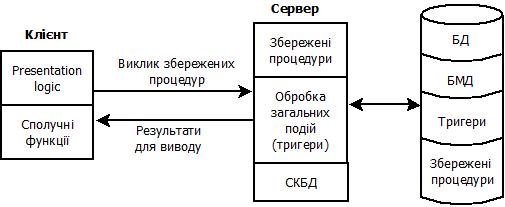 Клієнт
Presentation
logic
Сполучні
функції
Виклик збережених
процедур
Результати
для виводу
Сервер
Збережені
процедури
Обробка
загальних
подій
(тригери)
СКБД
БД
БМД
Тригери
Збережені
процедури